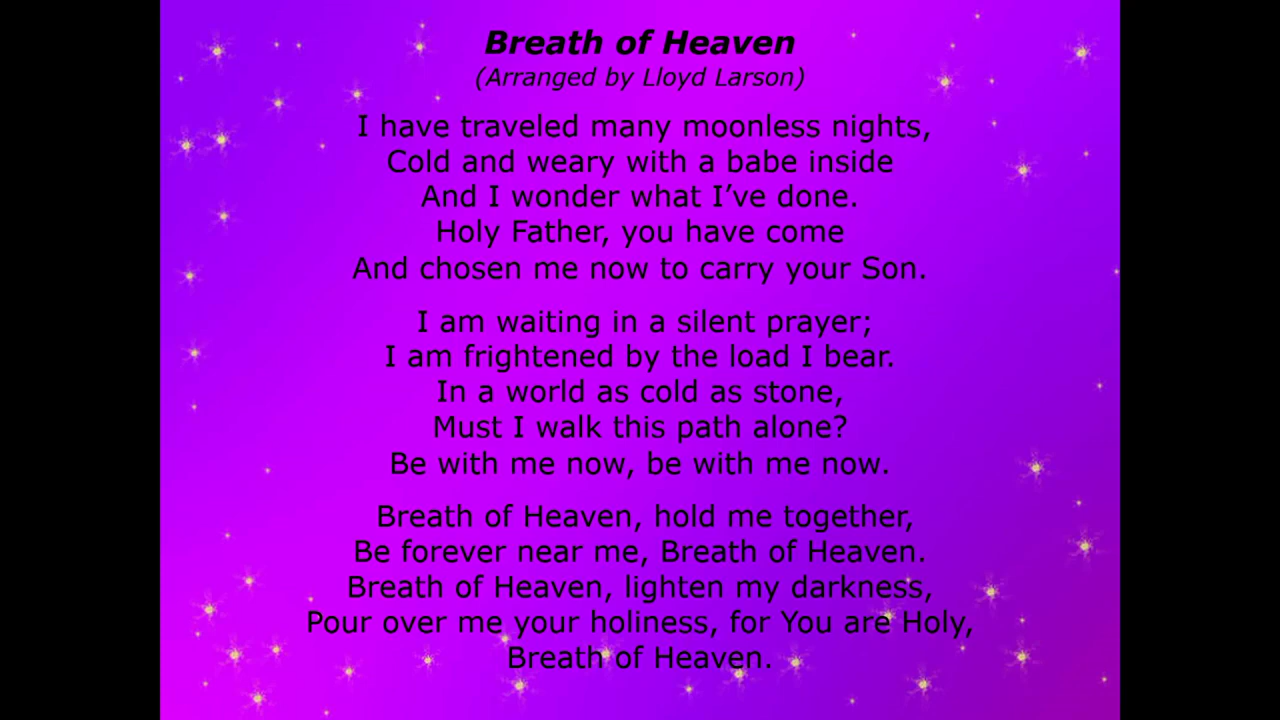 Breath of Heaven
(Arranged by Lloyd Larson)
I have traveled many moonless nights,
Cold and weary with a babe inside
And I wonder what I’ve done.
Holy Father, you have come
And chosen me now to carry your Son.
I am waiting in a silent prayer;
I am frightened by the load I bear.
In a world as cold as stone,
Must I walk this path alone?
Be with me now, be with me now.
Breath of Heaven, hold me together,
Be forever near me, Breath of Heaven.
Breath of Heaven, lighten my darkness,
Pour over me your holiness, for You are Holy,
Breath of Heaven.